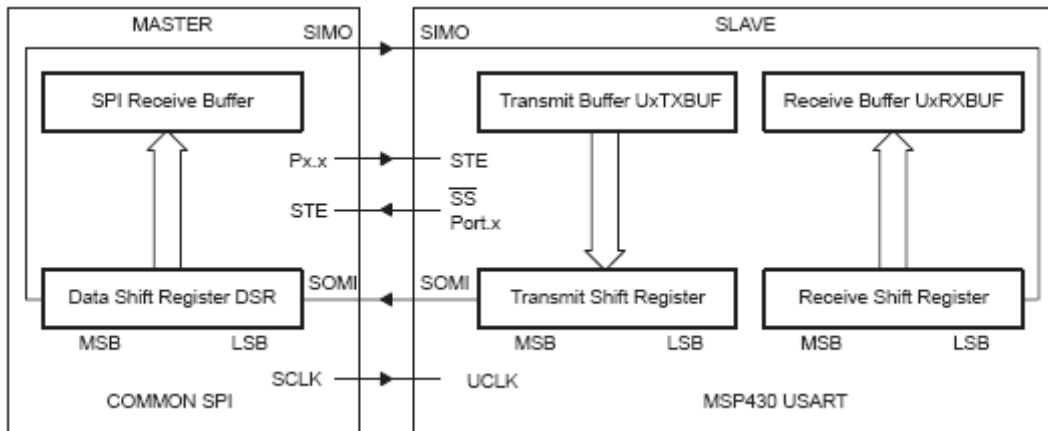 MASTER
SLAVE
SIMO
SIMO
SPI Receive Buffer
Transmit Buffer UxTXBUF
Receive Buffer UxRXBUF
Px.x
STE
STE
SS
Port.x
SOMI
SOMI
Data Shift Register DSR
Transmit Shift Register
Receive Shift Register
MSB LSB
MSB LSB
MSB LSB
SCLK
UCLK
COMMON SPI
MSP430 USART